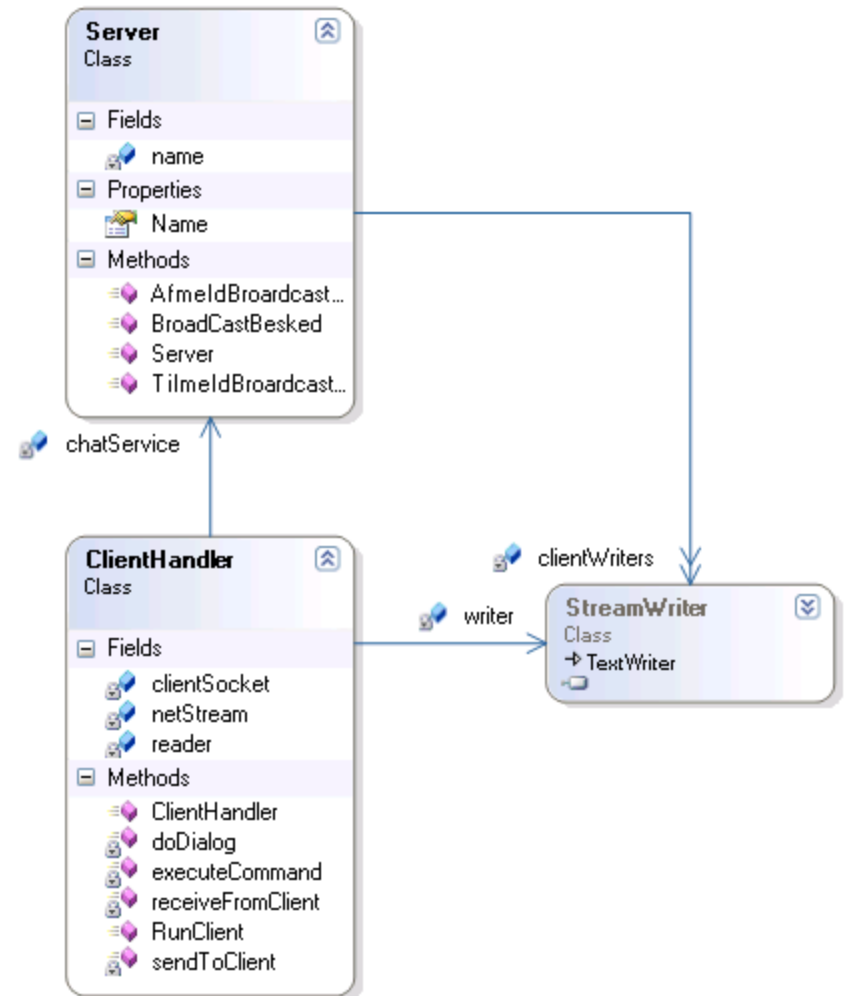 Server
Class
Fields
name
Properties
Name
Methods
AfmeldBroardcast...
BroadCastBesked
Server
TilmeldBroardcast...
chatService
ClientHandler
Class
Fields
clientSocket
netStream
reader
Methods
ClientHandler
doDialog
executeCommand
receiveFromClient
RunClient
sendToClient
writer
clientWriters
StreamWriter
Class
TextWriter